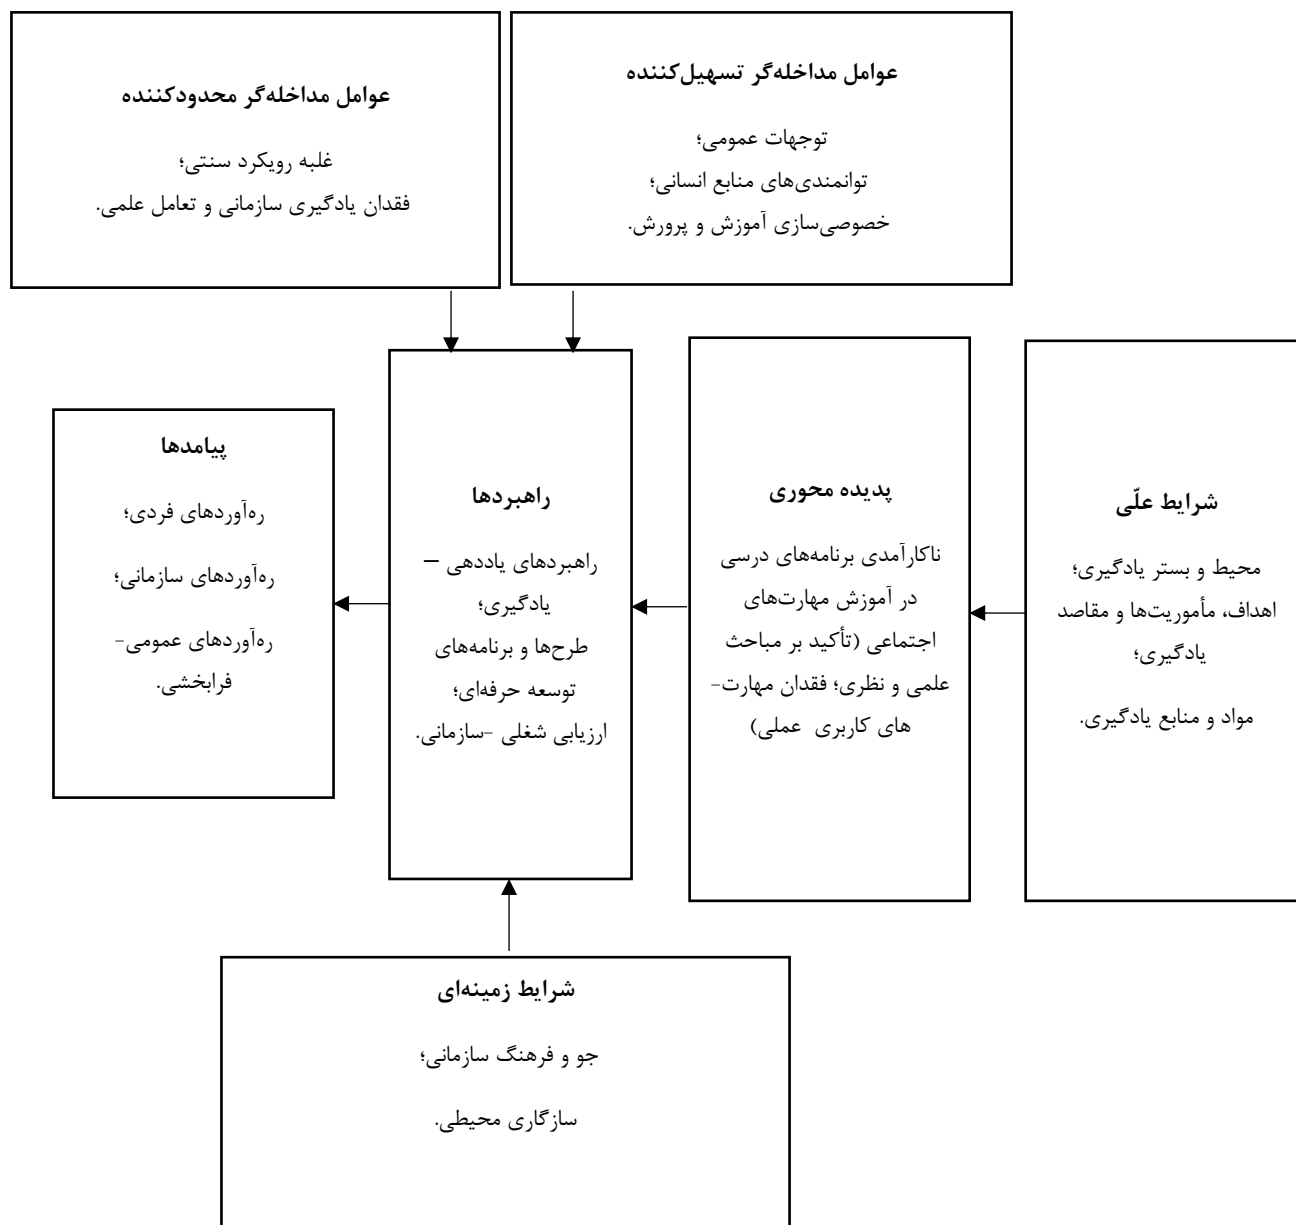 عوامل مداخله‌گر تسهیل‌کننده
توجهات عمومی؛
توانمندی‌های منابع انسانی؛
خصوصی‌سازی آموزش و پرورش.
عوامل مداخله‌گر محدودکننده
غلبه رویکرد سنتی؛
فقدان یادگیری سازمانی و تعامل علمی.
شرایط علّی
محیط و بستر یادگیری؛
اهداف، مأموریت‌ها و مقاصد
یادگیری؛
مواد و منابع یادگیری.
پدیده محوری
ناکارآمدی برنامه‌های درسی
در آموزش مهارت‌های
اجتماعی (تأکید بر مباحث
علمی و نظری؛ فقدان مهارت-
های کاربری عملی)
راهبردها
راهبردهای یاددهی –
یادگیری؛
طرح‌ها و برنامه‌های
توسعه حرفه‌ای؛
ارزیابی شغلی -سازمانی.
پیامدها
ره‌آوردهای فردی؛
ره‌آوردهای سازمانی؛
ره‌آوردهای عمومی-
فرابخشی.
شرایط زمینه‌ای
جو و فرهنگ سازمانی؛
سازگاری محیطی.